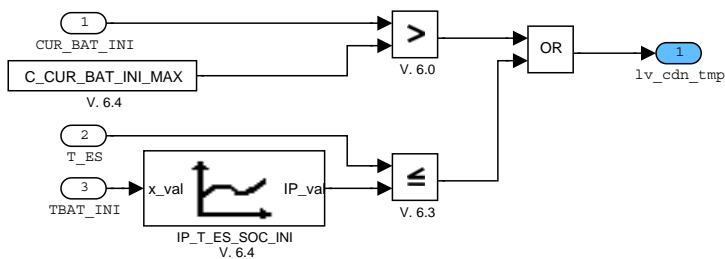 1
CUR_BAT_INI
C_CUR_BAT_INI_MAX
V. 6.4
>
V. 6.0
OR
1
lv_cdn_tmp
2
T_ES
3
TBAT_INI
x_val
IP_val
IP_T_ES_SOC_INI
V. 6.4
≤
V. 6.3